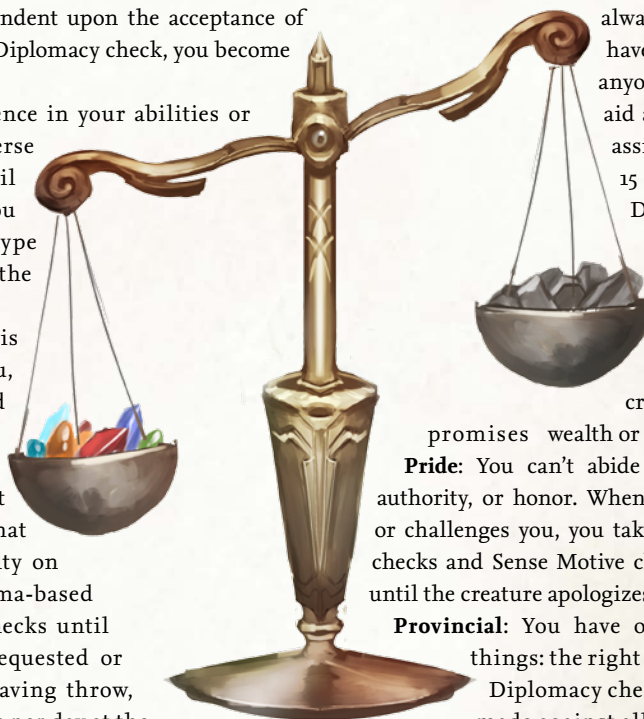 ndent upon the acceptance of
Diplomacy check, you become
ence in your abilities or
erse
il
ou
ype
the
is
u,
d
t
hat
ity on
ma-based
hecks until
equested or
aving throw,
alwa
have
anyo
aid
assi
15
D
cr
promises wealth or
Pride: You can't abide
authority, or honor. When
or challenges you, you tak
checks and Sense Motive c
until the creature apologizes
Provincial: You have o
things: the right
Diplomacy che